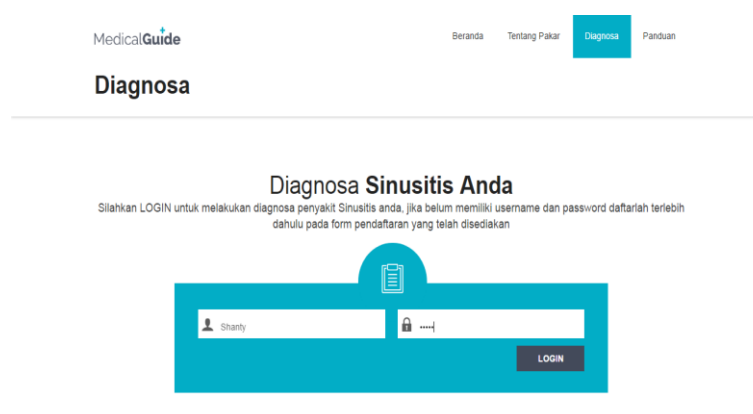 MedicalGuide
Beranda Tentang Pakar Diagnosa Panduan
Diagnosa
Diagnosa Sinusitis Anda
Silahkan LOGIN untuk melakukan diagnosa penyakit Sinusitis anda, jika belum memiliki username dan password daftarlah terlebih
dahulu pada form pendaftaran yang telah disediakan
Shanty
LOGIN